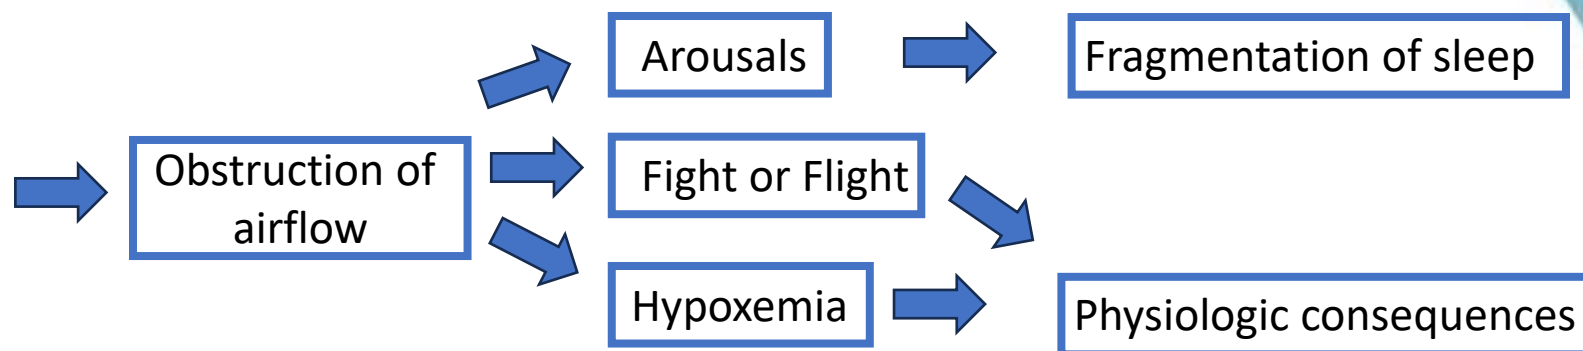 Arousals
Fragmentation of sleep
Obstruction of
airflow
Fight or Flight
Hypoxemia
Physiologic consequences